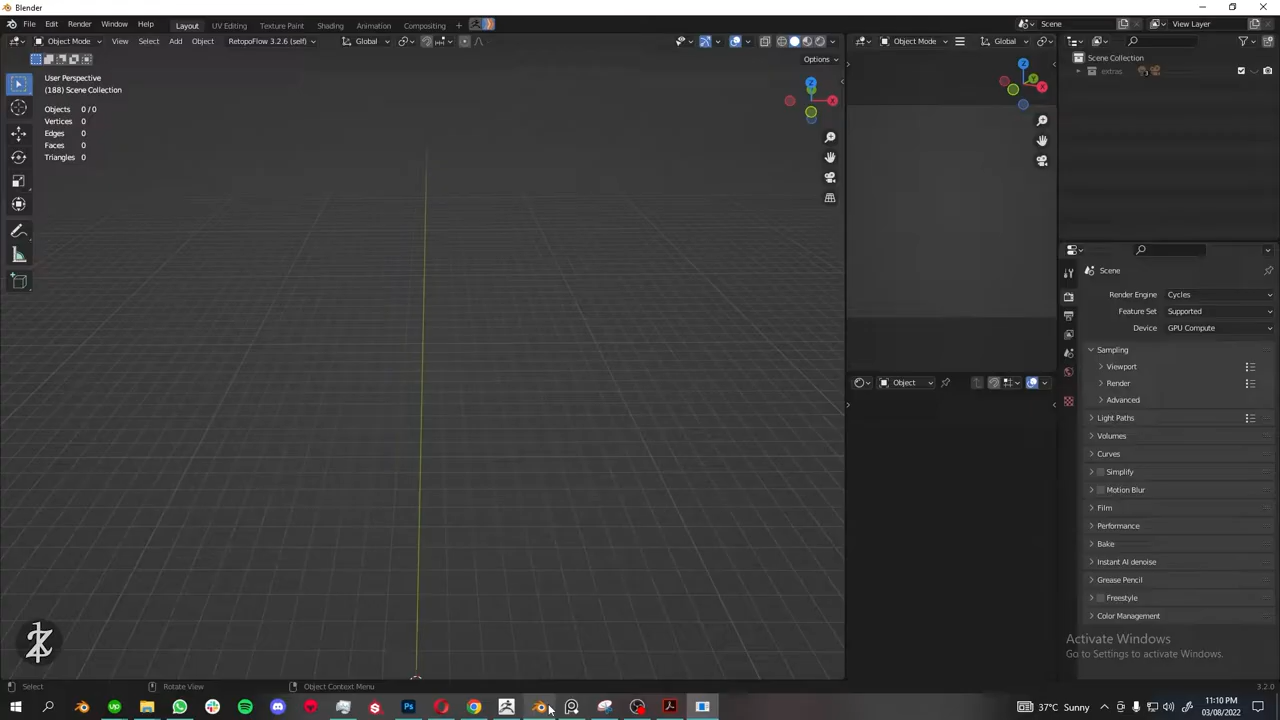 Blender
File Edit Render Window Help Layout UV Editing Texture Paint Shading Animation Compositing + Scene View Layer
Object Mode View Select Add Object RetopoFlow 3.2.6 (self) Global Object Mode Global
Options
User Perspective
(188) Scene Collection
Objects 0 / 0
Vertices 0
Edges 0
Faces 0
Triangles 0
Z
X
Z
Y
X
Scene Collection
extras
Scene
Render Engine Cycles
Feature Set Supported
Device GPU Compute
Sampling
Viewport
Render
Advanced
Light Paths
Volumes
Curves
Simplify
Motion Blur
Film
Performance
Bake
Instant AI denoise
Grease Pencil
Freestyle
Color Management
Object
Activate Windows
Go to Settings to activate Windows.
Select Rotate View Object Context Menu 3.2.0
37°C Sunny 11:10 PM
03/08/2022